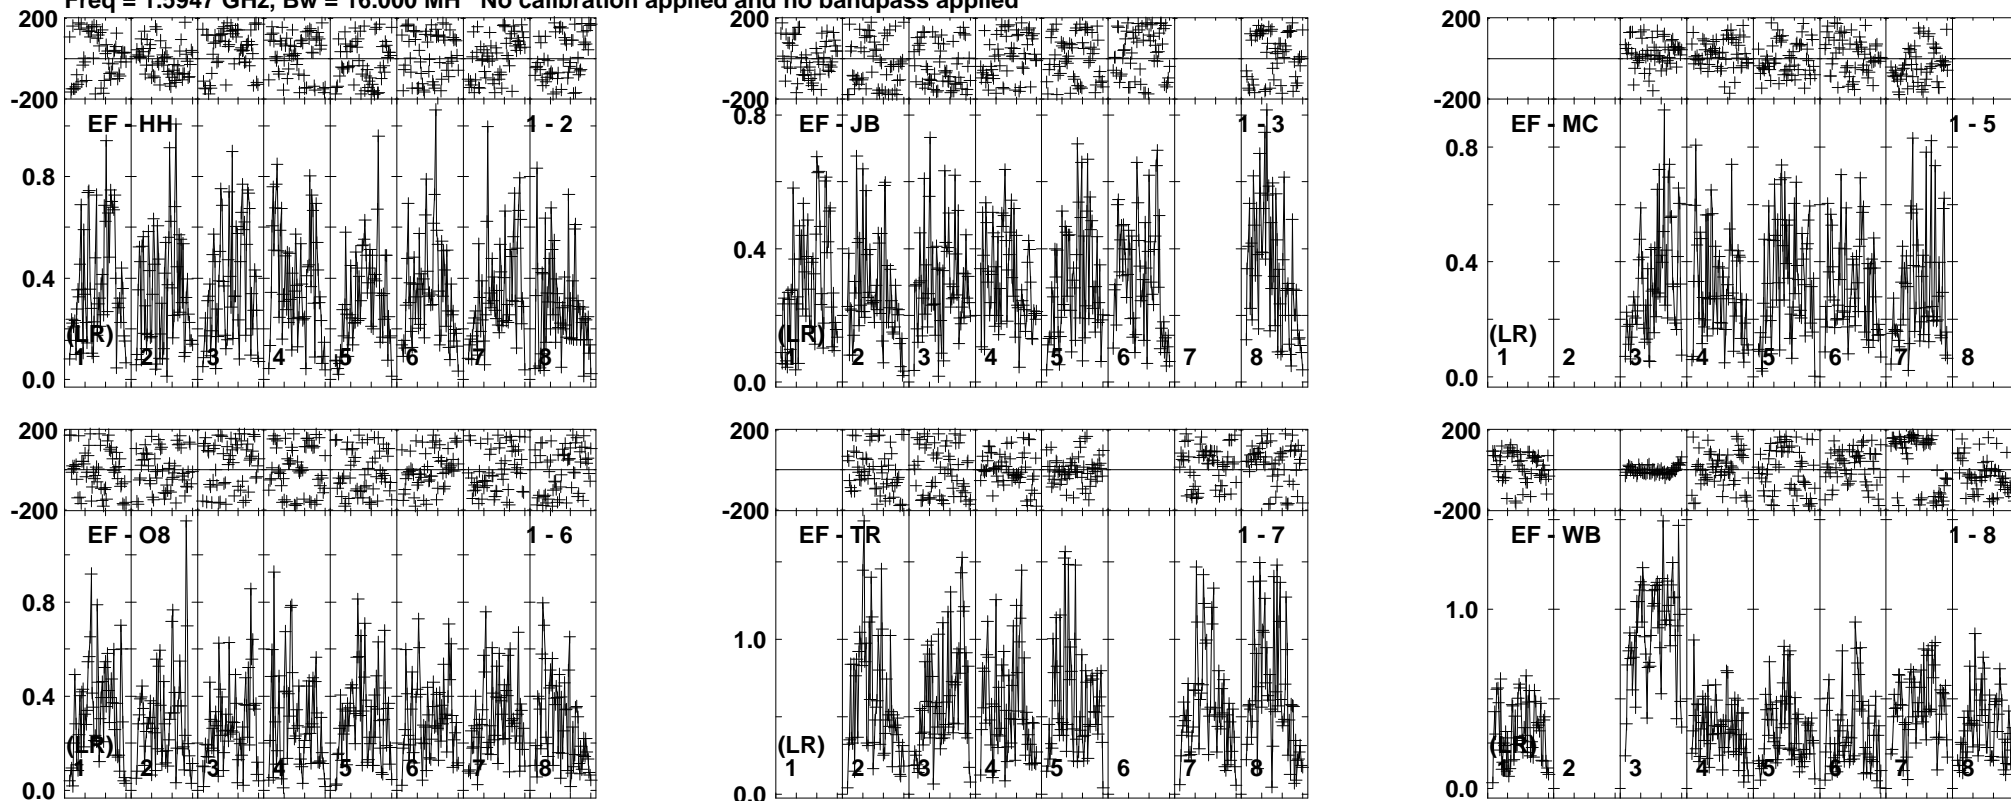 Freq = 1.5947 GHz, Bw = 16.000 MH No calibration applied and no bandpass applied
200
-200
EF - HH 1 - 2
0.8
0.4
(LR)
1 2 3 4 5 6 7 8
0.0
200
-200
0.8
EF - JB 1 - 3
0.4
(LR)
1 2 3 4 5 6 7 8
0.0
200
-200
EF - MC 1 - 5
0.8
0.4
(LR)
1 2 3 4 5 6 7 8
0.0
200
-200
EF - O8 1 - 6
0.8
0.4
(LR)
1 2 3 4 5 6 7 8
0.0
200
-200
EF - TR 1 - 7
1.0
(LR)
1 2 3 4 5 6 7 8
0.0
200
-200
EF - WB 1 - 8
1.0
(LR)
1 2 3 4 5 6 7 8
0.0